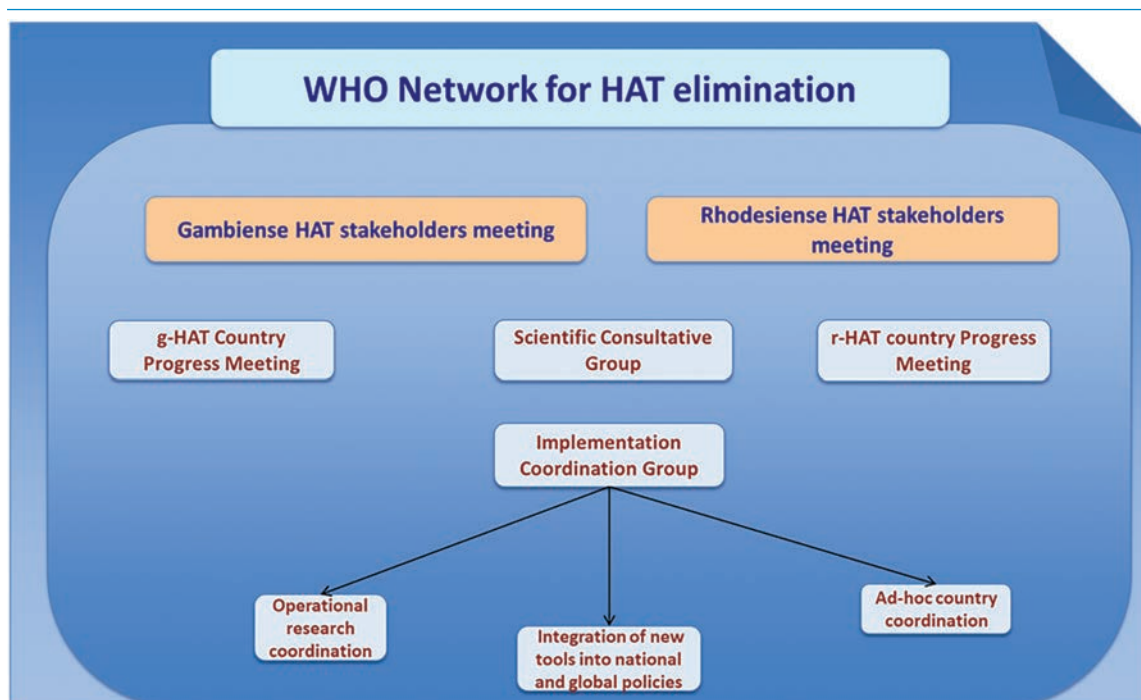 WHO Network for HAT elimination
Gambiense HAT stakeholders meeting
Rhodesiense HAT stakeholders
meeting
g-HAT Country
Progress Meeting
Scientific Consultative
Group
r-HAT country Progress
Meeting
Implementation
Coordination Group
Operational
research
coordination
Integration of new
tools into national
and global policies
Ad-hoc country
coordination